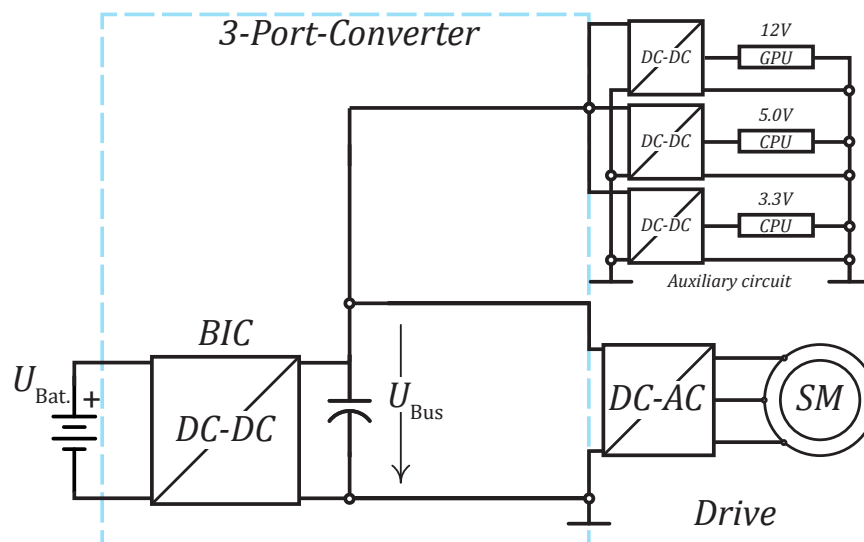 3-Port-Converter
12V
DC-DC
GPU
5.0V
DC-DC
CPU
3.3V
DC-DC
CPU
Auxiliary circuit
BIC
U Bat. +
DC-DC
U Bus
DC-AC
SM
Drive